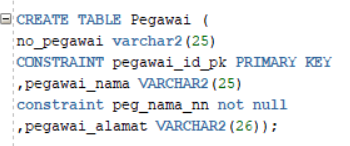 CREATE TABLE Pegawai (
no_pegawai varchar2(25)
CONSTRAINT pegawai_id_pk PRIMARY KEY
,pegawai_nama VARCHAR2(25)
constraint peg_nama_nn not null
,pegawai_alamat VARCHAR2(26));